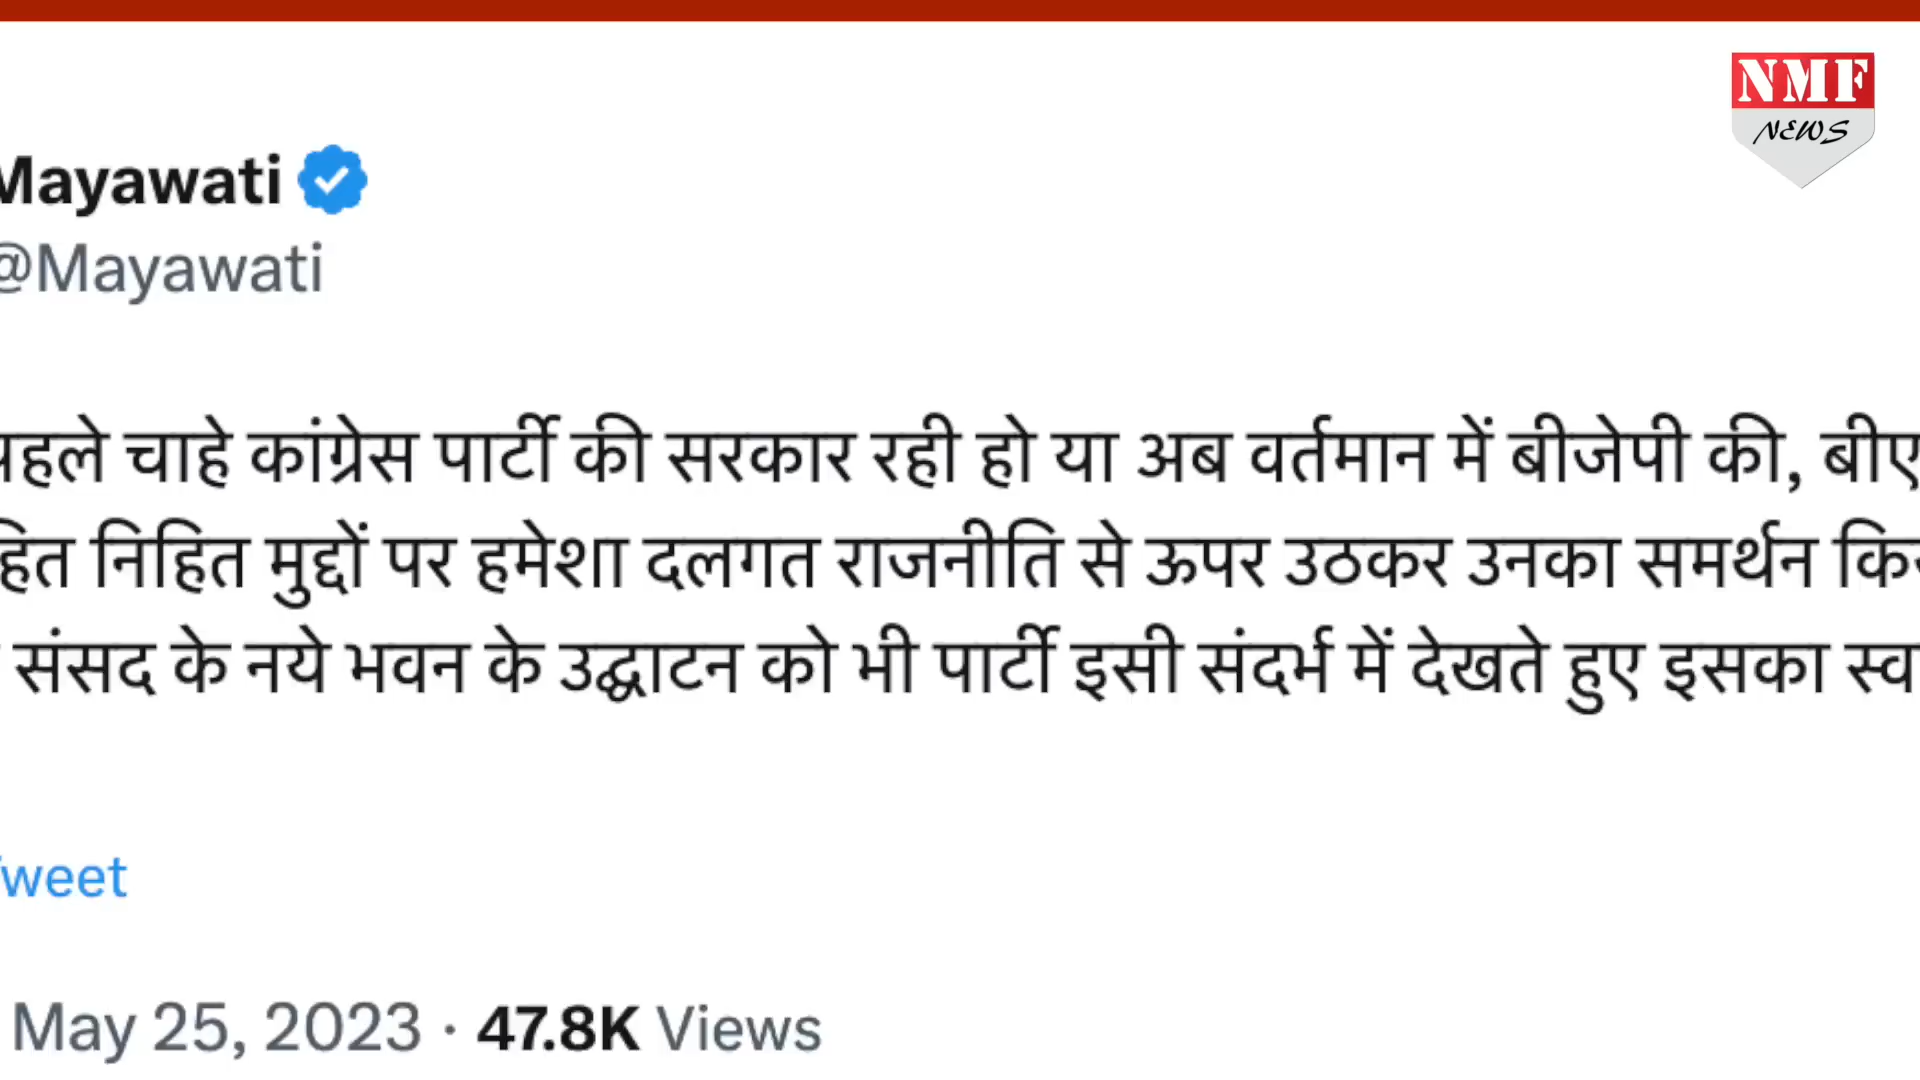 NMF
NEWS
Mayawati
@Mayawati
पहले चाहे कांग्रेस पार्टी की सरकार रही हो या अब वर्तमान में बीजेपी की,
निहित मुद्दों पर हमेशा दलगत राजनीति से ऊपर उठकर उनका समर्थन
संसद के नये भवन के उद्घाटन को भी पार्टी इसी संदर्भ में देखते हुए इसका
May 25, 2023 · 47.8K Views